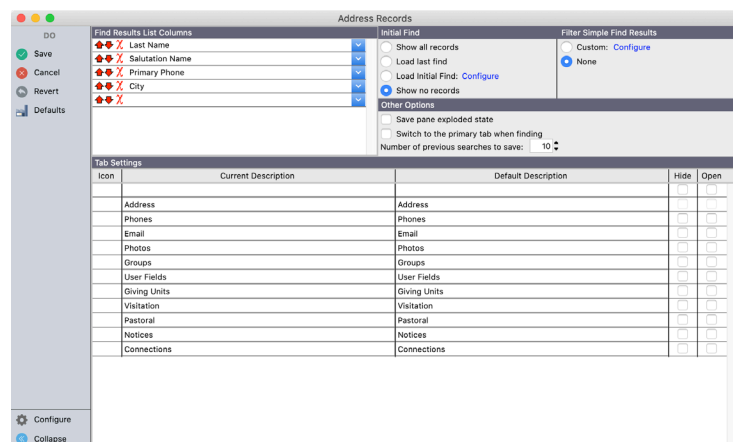 Address Records
DO
Save
Cancel
Revert
Defaults
Configure
Collapse
Find Results List Columns
Last Name
Salutation Name
Primary Phone
City
Initial Find
Show all records
Load last find
Load Initial Find: Configure
Show no records
Filter Simple Find Results
Custom: Configure
None
Other Options
Save pane exploded state
Switch to the primary tab when finding
Number of previous searches to save: 10
Tab Settings
Icon Current Description Default Description Hide Open
Address Address
Phones Phones
Email Email
Photos Photos
Groups Groups
User Fields User Fields
Giving Units Giving Units
Visitation Visitation
Pastoral Pastoral
Notices Notices
Connections Connections